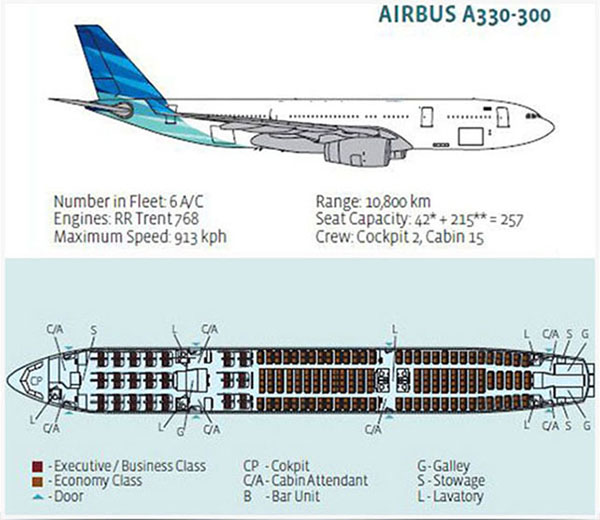 AIRBUS A330-300
Number in Fleet: 6 A/C
Engines: RR Trent 768
Maximum Speed: 913 kph
Range: 10,800 km
Seat Capacity: 42* + 215** = 257
Crew: Cockpit 2, Cabin 15
C/A S L C/A L L C/A S G
CP
L C/A L G C/A C/A L C/A S G
- Executive / Business Class
- Economy Class
- Door
CP - Cokpit
C/A - Cabin Attendant
B - Bar Unit
G - Galley
S - Stowage
L - Lavatory